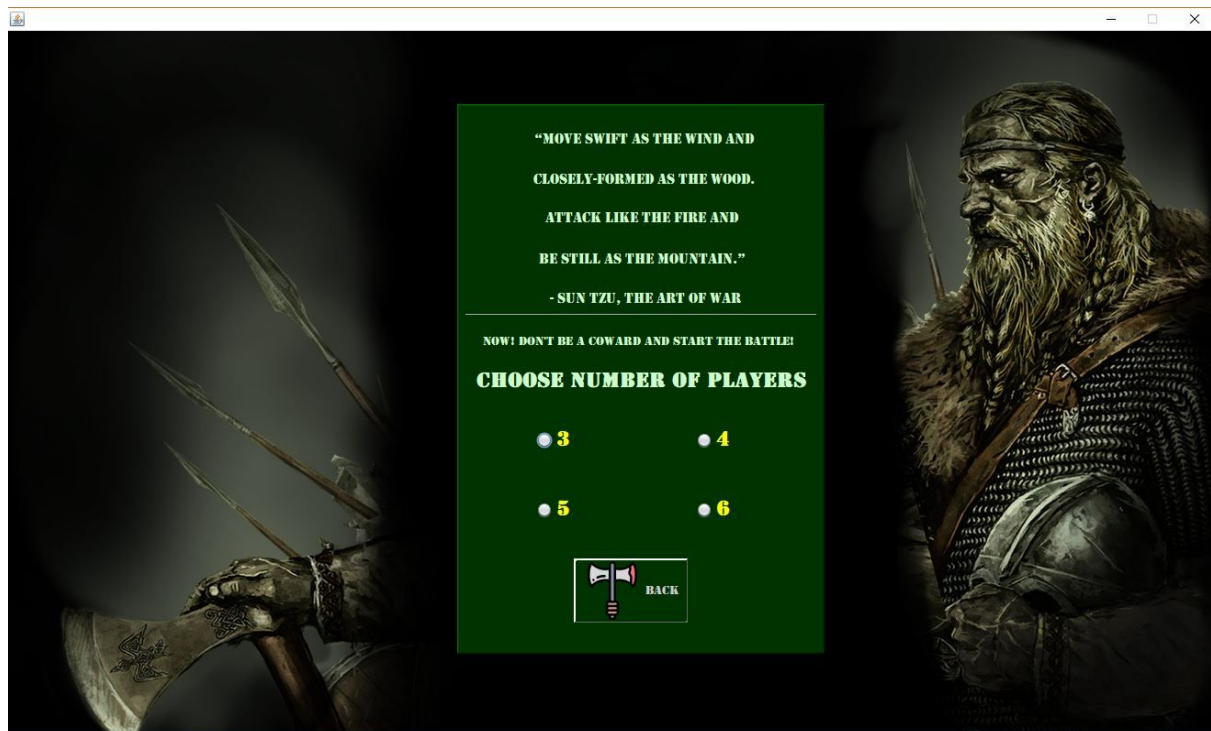 “MOVE SWIFT AS THE WIND AND
CLOSELY-FORMED AS THE WOOD.
ATTACK LIKE THE FIRE AND
BE STILL AS THE MOUNTAIN.”
- SUN TZU, THE ART OF WAR
NOW! DON'T BE A COWARD AND START THE BATTLE!
CHOOSE NUMBER OF PLAYERS
3 4
5 6
BACK